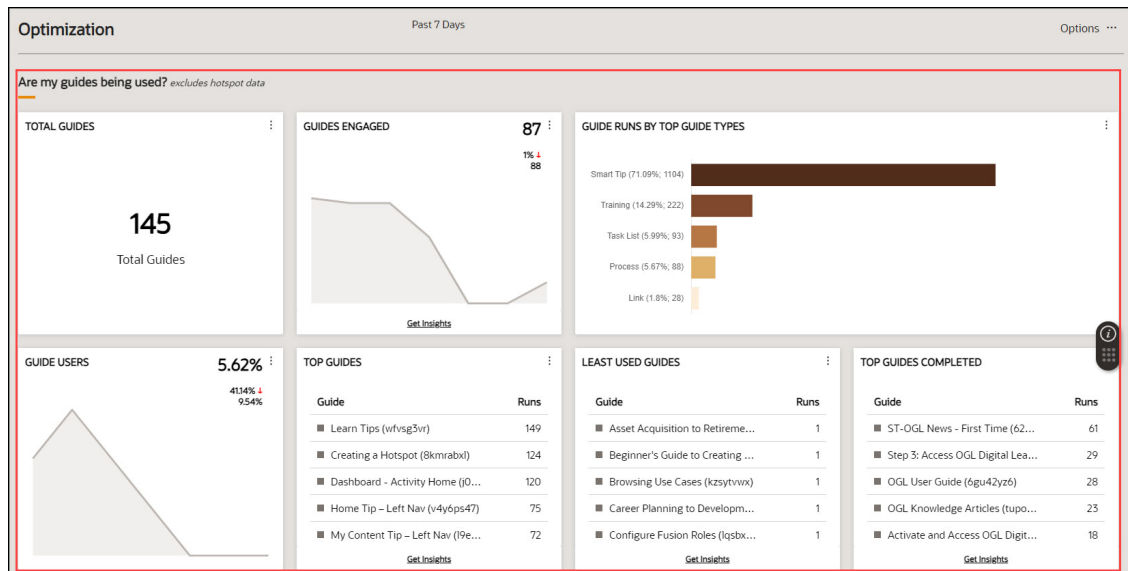 Optimization
Past 7 Days
Options ...
Are my guides being used? excludes hotspot data
TOTAL GUIDES
145
Total Guides
GUIDES ENGAGED
87
1% ↓
88
Get Insights
GUIDE RUNS BY TOP GUIDE TYPES
Smart Tip (71.09%; 1104)
Training (14.29%; 222)
Task List (5.99%; 93)
Process (5.67%; 88)
Link (1.8%; 28)
GUIDE USERS
5.62%
41.14% ↓
9.54%
TOP GUIDES
Guide Runs
Learn Tips (wfvsg3vr) 149
Creating a Hotspot (8kmrabxl) 124
Dashboard - Activity Home (j0... 120
Home Tip – Left Nav (v4y6ps47) 75
My Content Tip – Left Nav (l9e... 72
Get Insights
LEAST USED GUIDES
Guide Runs
Asset Acquisition to Retireme... 1
Beginner's Guide to Creating ... 1
Browsing Use Cases (kzsytvwx) 1
Career Planning to Developm... 1
Configure Fusion Roles (lqsbx... 1
Get Insights
TOP GUIDES COMPLETED
Guide Runs
ST-OGL News - First Time (62... 61
Step 3: Access OGL Digital Lea... 29
OGL User Guide (6gu42yz6) 28
OGL Knowledge Articles (tupo... 23
Activate and Access OGL Digit... 18
Get Insights